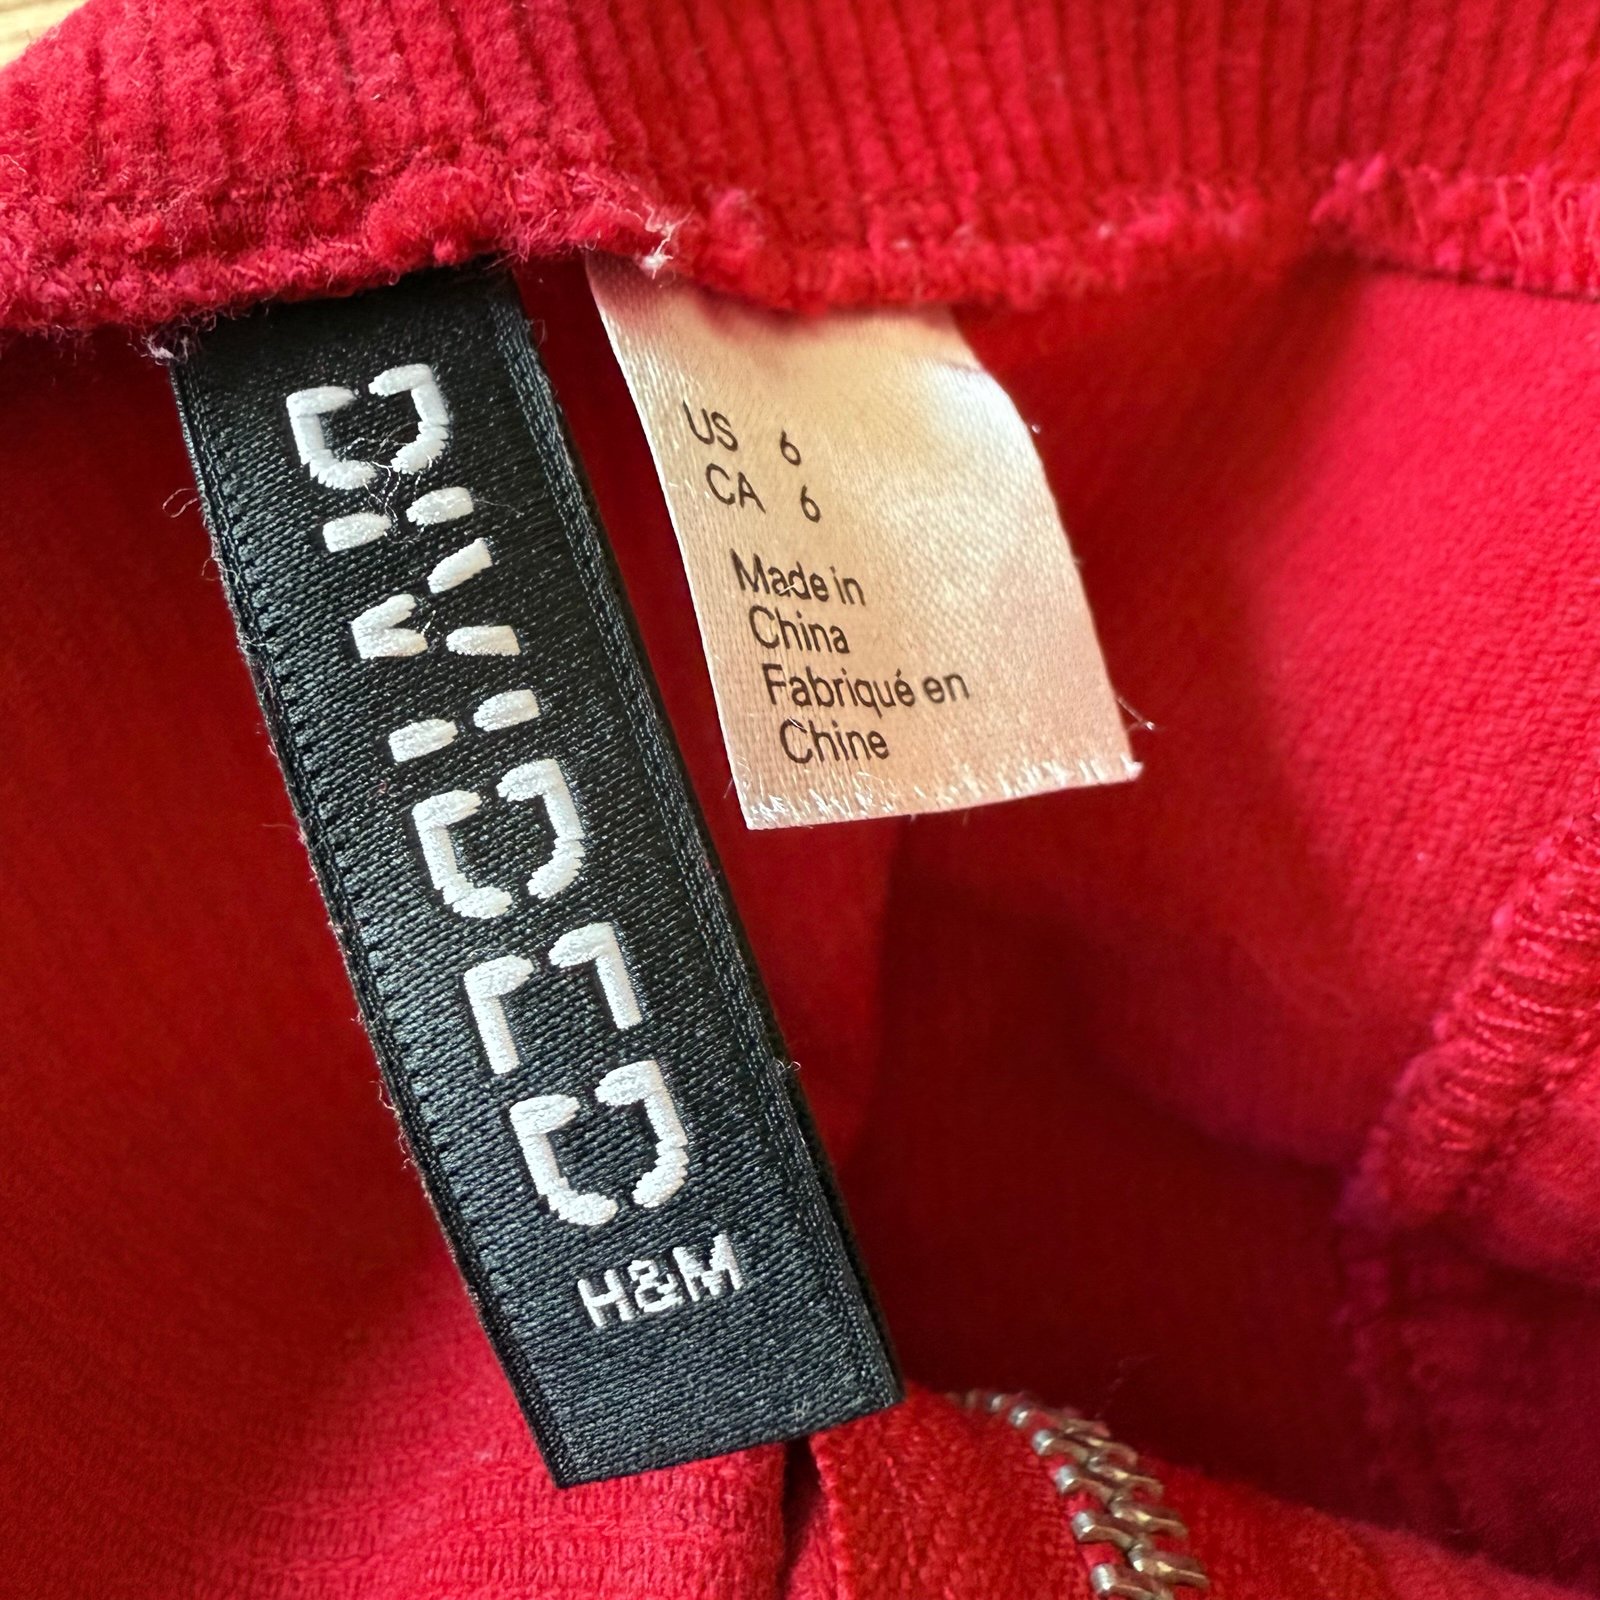 DIVIDED
H&M
US 6
CA 6
Made in
China
Fabriqué en
Chine